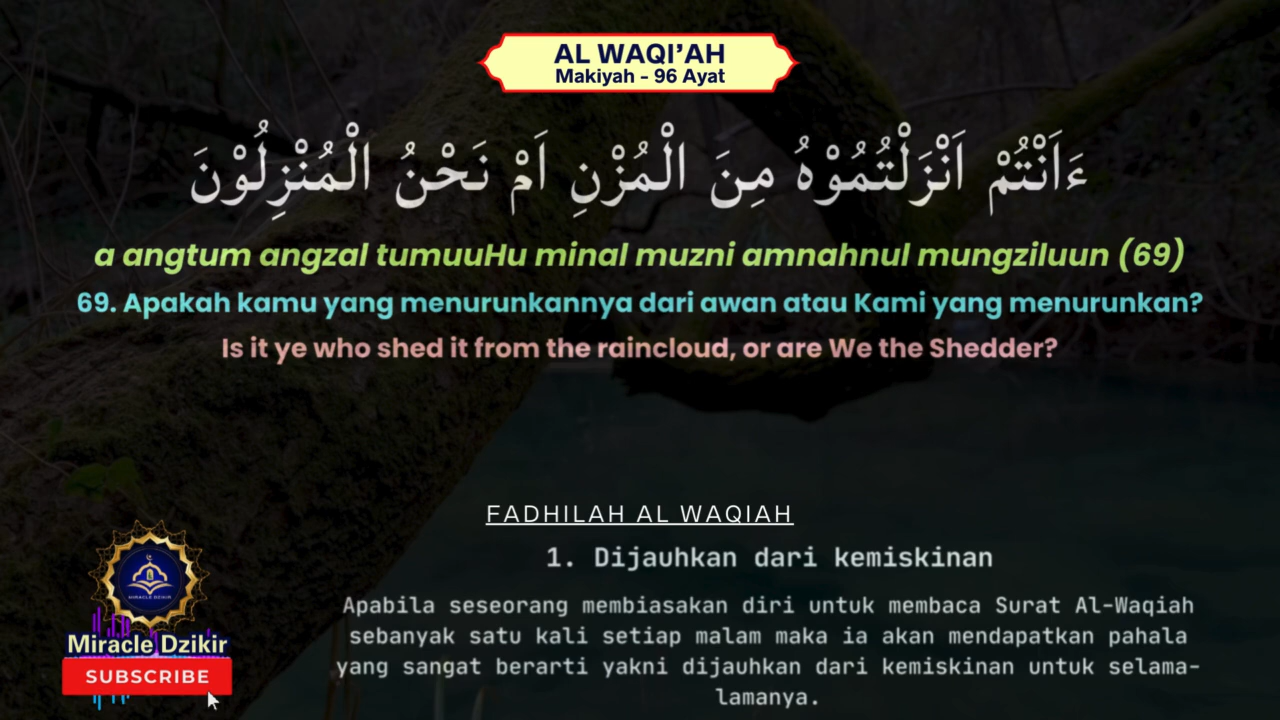 AL WAQI’AH
Makiyah - 96 Ayat
ءَاَنْتُمْ اَنْزَلْتُمُوْهُ مِنَ الْمُزْنِ اَمْ نَحْنُ الْمُنْزِلُوْنَ
a angtum angzal tumuuHu minal muzni amnahnul mungziluun (69)
69. Apakah kamu yang menurunkannya dari awan atau Kami yang menurunkan?
Is it ye who shed it from the raincloud, or are We the Shedder?
FADHILAH AL WAQIAH
1. Dijauhkan dari kemiskinan
Apabila seseorang membiasakan diri untuk membaca Surat Al-Waqiah
sebanyak satu kali setiap malam maka ia akan mendapatkan pahala
yang sangat berarti yakni dijauhkan dari kemiskinan untuk selama-
lamanya.
MIRACLE DZIKIR
Miracle Dzikir
SUBSCRIBE